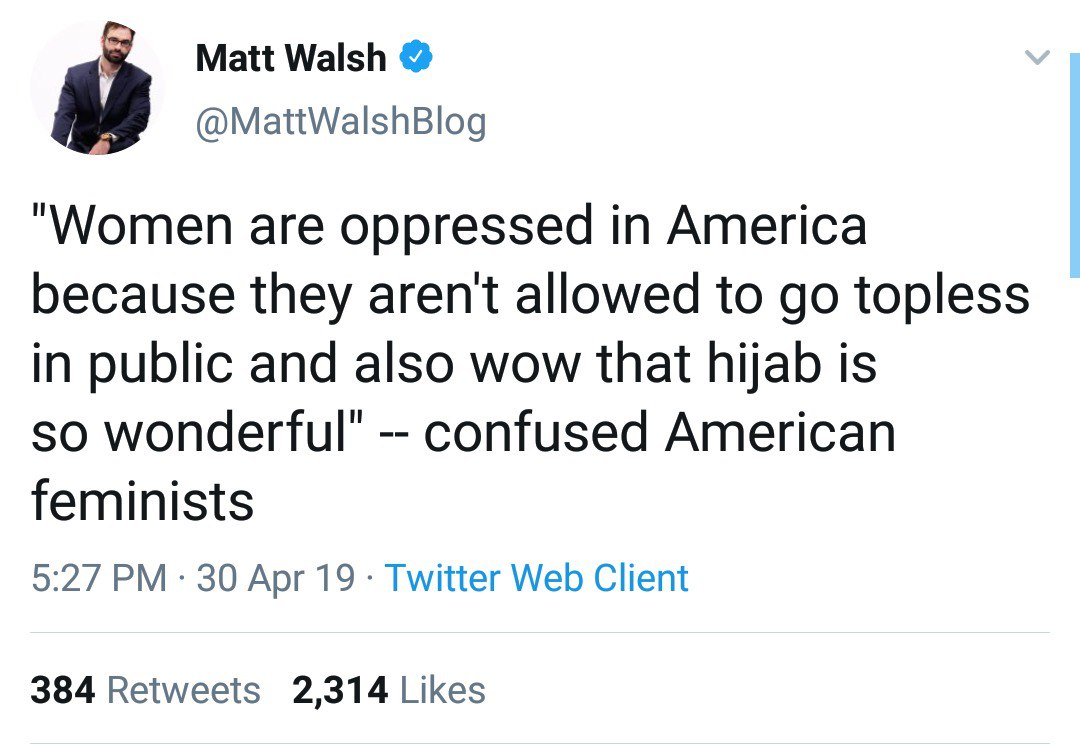 Matt Walsh
@MattWalshBlog
"Women are oppressed in America
because they aren't allowed to go topless
in public and also wow that hijab is
so wonderful" -- confused American
feminists
5:27 PM · 30 Apr 19 · Twitter Web Client
384 Retweets 2,314 Likes